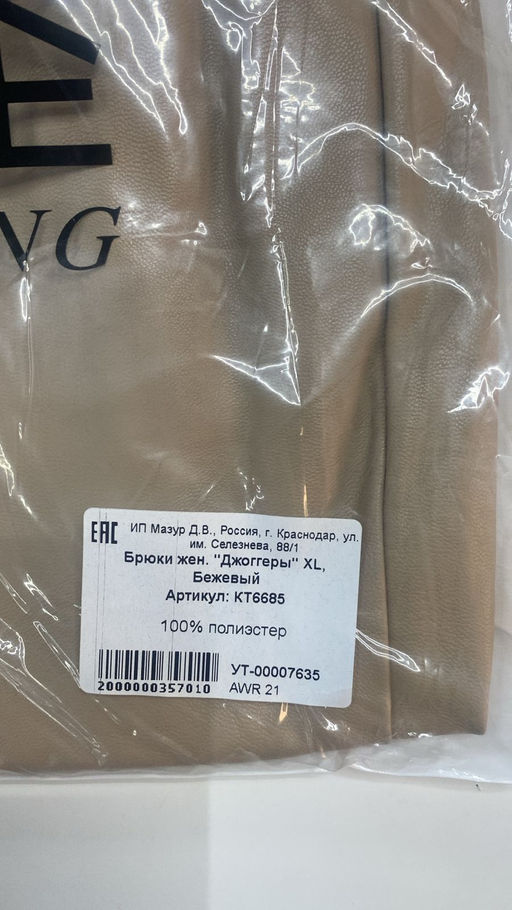 NG
EAC
ИП Мазур Д.В., Россия, г. Краснодар, ул.
им. Селезнева, 88/1
Брюки жен. "Джоггеры" XL,
Бежевый
Артикул: КТ6685
100% полиэстер
2000000357010
УТ-00007635
AWR 21